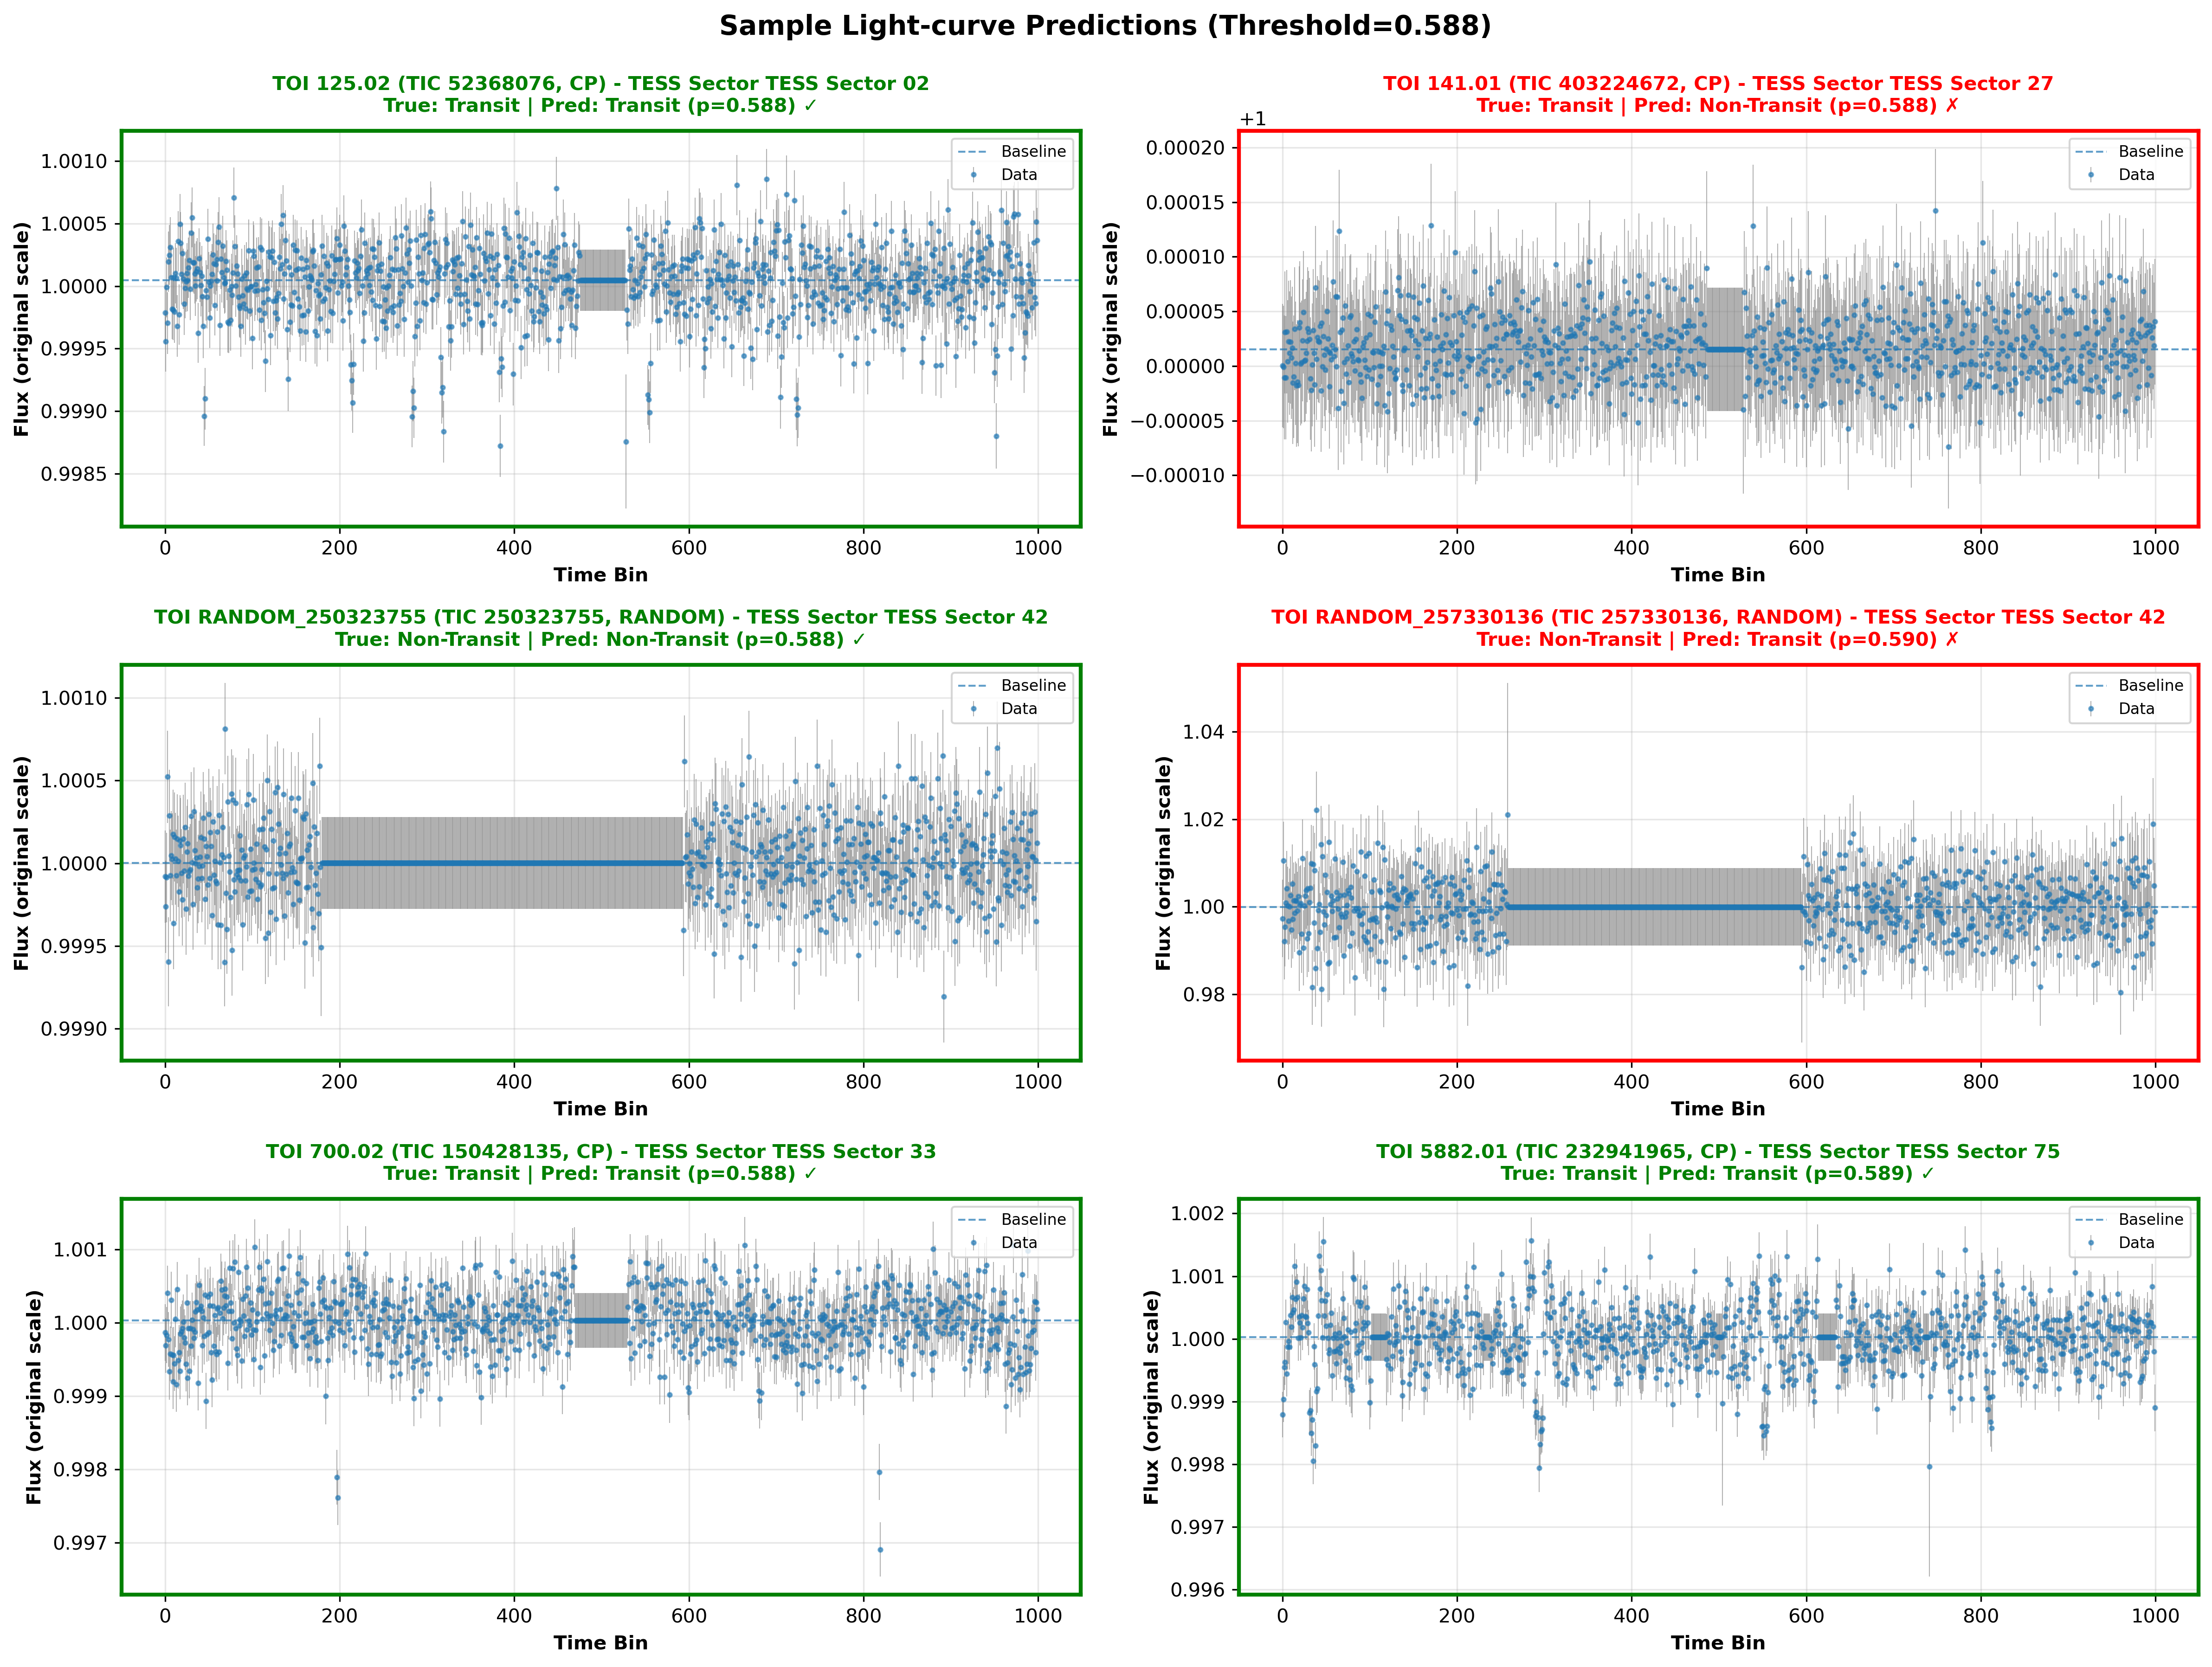 Sample Light-curve Predictions (Threshold=0.588)
TOI 125.02 (TIC 52368076, CP) - TESS Sector TESS Sector 02
True: Transit | Pred: Transit (p=0.588) ✓
Baseline
Data
Flux (original scale)
1.0010
1.0005
1.0000
0.9995
0.9990
0.9985
0 200 400 600 800 1000
Time Bin
TOI 141.01 (TIC 403224672, CP) - TESS Sector TESS Sector 27
True: Transit | Pred: Non-Transit (p=0.588) ✗
+1
Baseline
Data
Flux (original scale)
0.00020
0.00015
0.00010
0.00005
0.00000
−0.00005
−0.00010
0 200 400 600 800 1000
Time Bin
TOI RANDOM_250323755 (TIC 250323755, RANDOM) - TESS Sector TESS Sector 42
True: Non-Transit | Pred: Non-Transit (p=0.588) ✓
Baseline
Data
Flux (original scale)
1.0010
1.0005
1.0000
0.9995
0.9990
0 200 400 600 800 1000
Time Bin
TOI RANDOM_257330136 (TIC 257330136, RANDOM) - TESS Sector TESS Sector 42
True: Non-Transit | Pred: Transit (p=0.590) ✗
Baseline
Data
Flux (original scale)
1.04
1.02
1.00
0.98
0 200 400 600 800 1000
Time Bin
TOI 700.02 (TIC 150428135, CP) - TESS Sector TESS Sector 33
True: Transit | Pred: Transit (p=0.588) ✓
Baseline
Data
Flux (original scale)
1.001
1.000
0.999
0.998
0.997
0 200 400 600 800 1000
Time Bin
TOI 5882.01 (TIC 232941965, CP) - TESS Sector TESS Sector 75
True: Transit | Pred: Transit (p=0.589) ✓
Baseline
Data
Flux (original scale)
1.002
1.001
1.000
0.999
0.998
0.997
0.996
0 200 400 600 800 1000
Time Bin